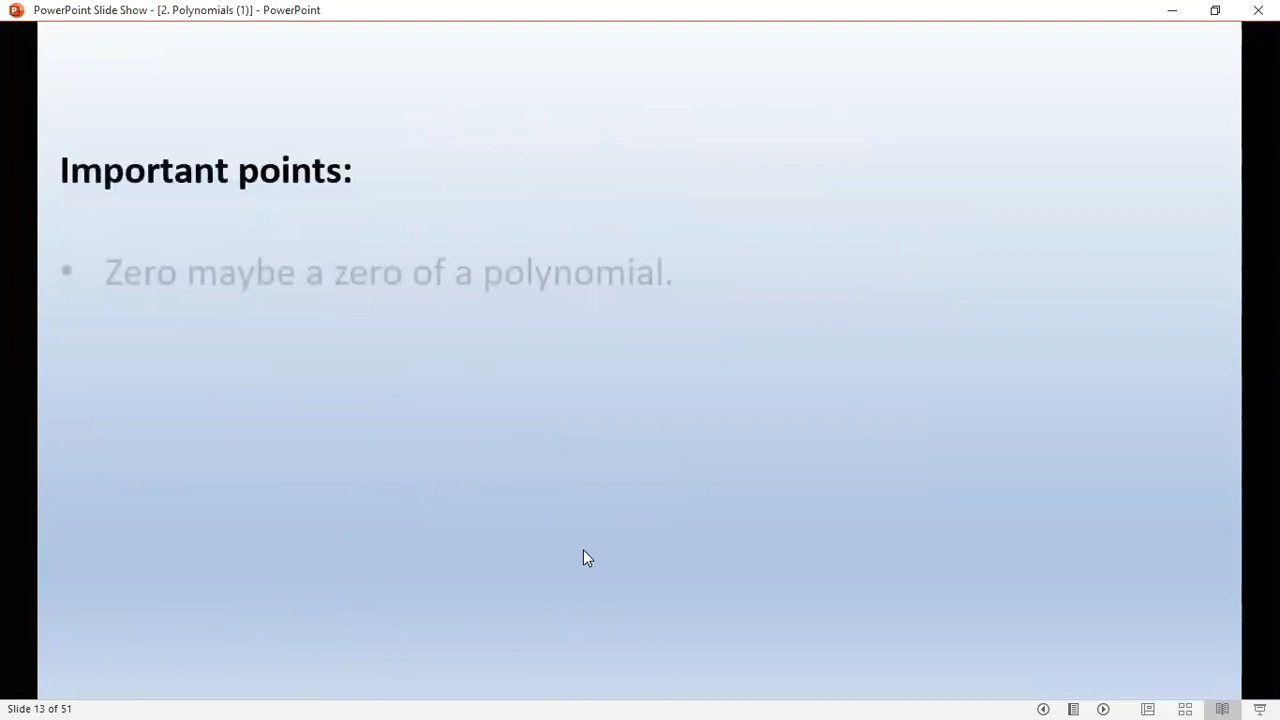 PowerPoint Slide Show - [2. Polynomials (1)] - PowerPoint
Important points:
• Zero maybe a zero of a polynomial.
Slide 13 of 51